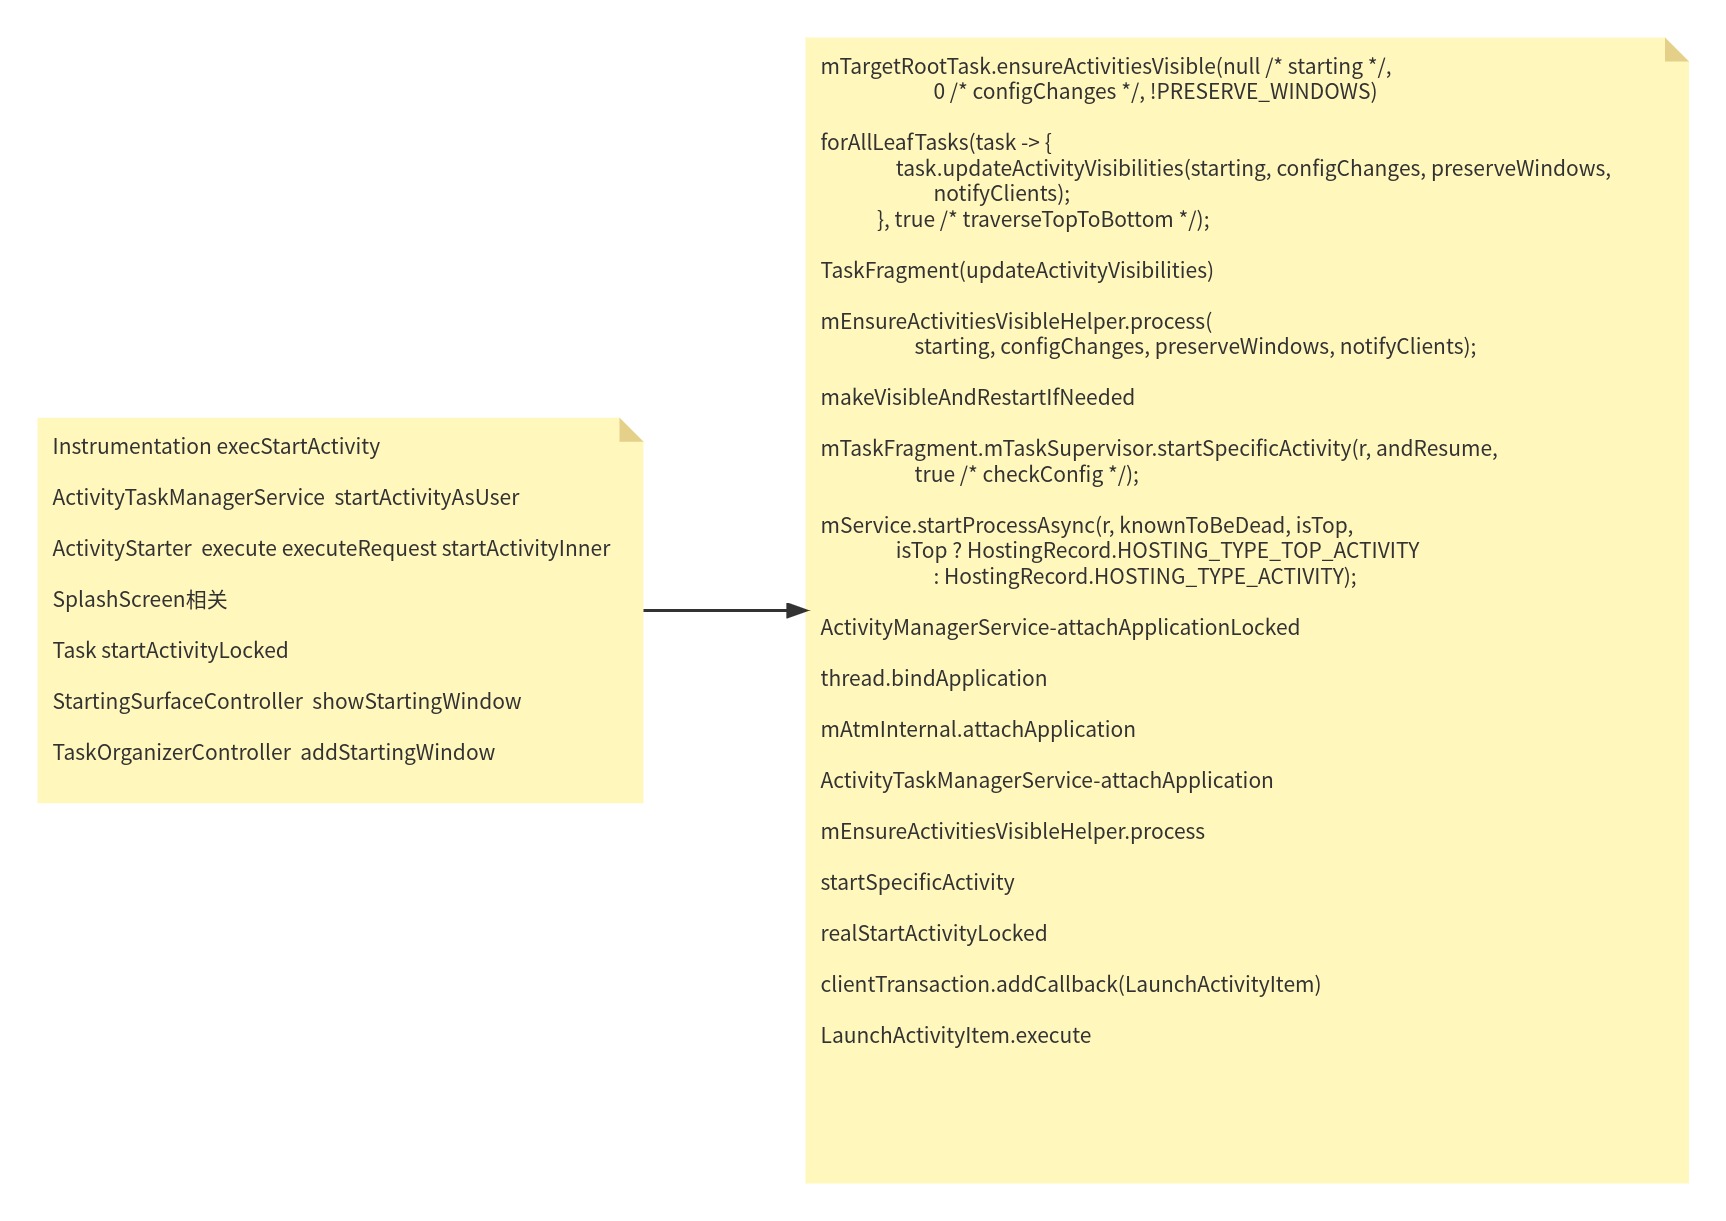 Instrumentation execStartActivity
ActivityTaskManagerService  startActivityAsUser
ActivityStarter  execute executeRequest startActivityInner
SplashScreen相关
Task startActivityLocked
StartingSurfaceController  showStartingWindow
TaskOrganizerController  addStartingWindow
mTargetRootTask.ensureActivitiesVisible(null /* starting */,
0 /* configChanges */, !PRESERVE_WINDOWS)
forAllLeafTasks(task -> {
task.updateActivityVisibilities(starting, configChanges, preserveWindows,
notifyClients);
}, true /* traverseTopToBottom */);
TaskFragment(updateActivityVisibilities)
mEnsureActivitiesVisibleHelper.process(
starting, configChanges, preserveWindows, notifyClients);
makeVisibleAndRestartIfNeeded
mTaskFragment.mTaskSupervisor.startSpecificActivity(r, andResume,
true /* checkConfig */);
mService.startProcessAsync(r, knownToBeDead, isTop,
isTop ? HostingRecord.HOSTING_TYPE_TOP_ACTIVITY
: HostingRecord.HOSTING_TYPE_ACTIVITY);
ActivityManagerService-attachApplicationLocked
thread.bindApplication
mAtmInternal.attachApplication
ActivityTaskManagerService-attachApplication
mEnsureActivitiesVisibleHelper.process
startSpecificActivity
realStartActivityLocked
clientTransaction.addCallback(LaunchActivityItem)
LaunchActivityItem.execute